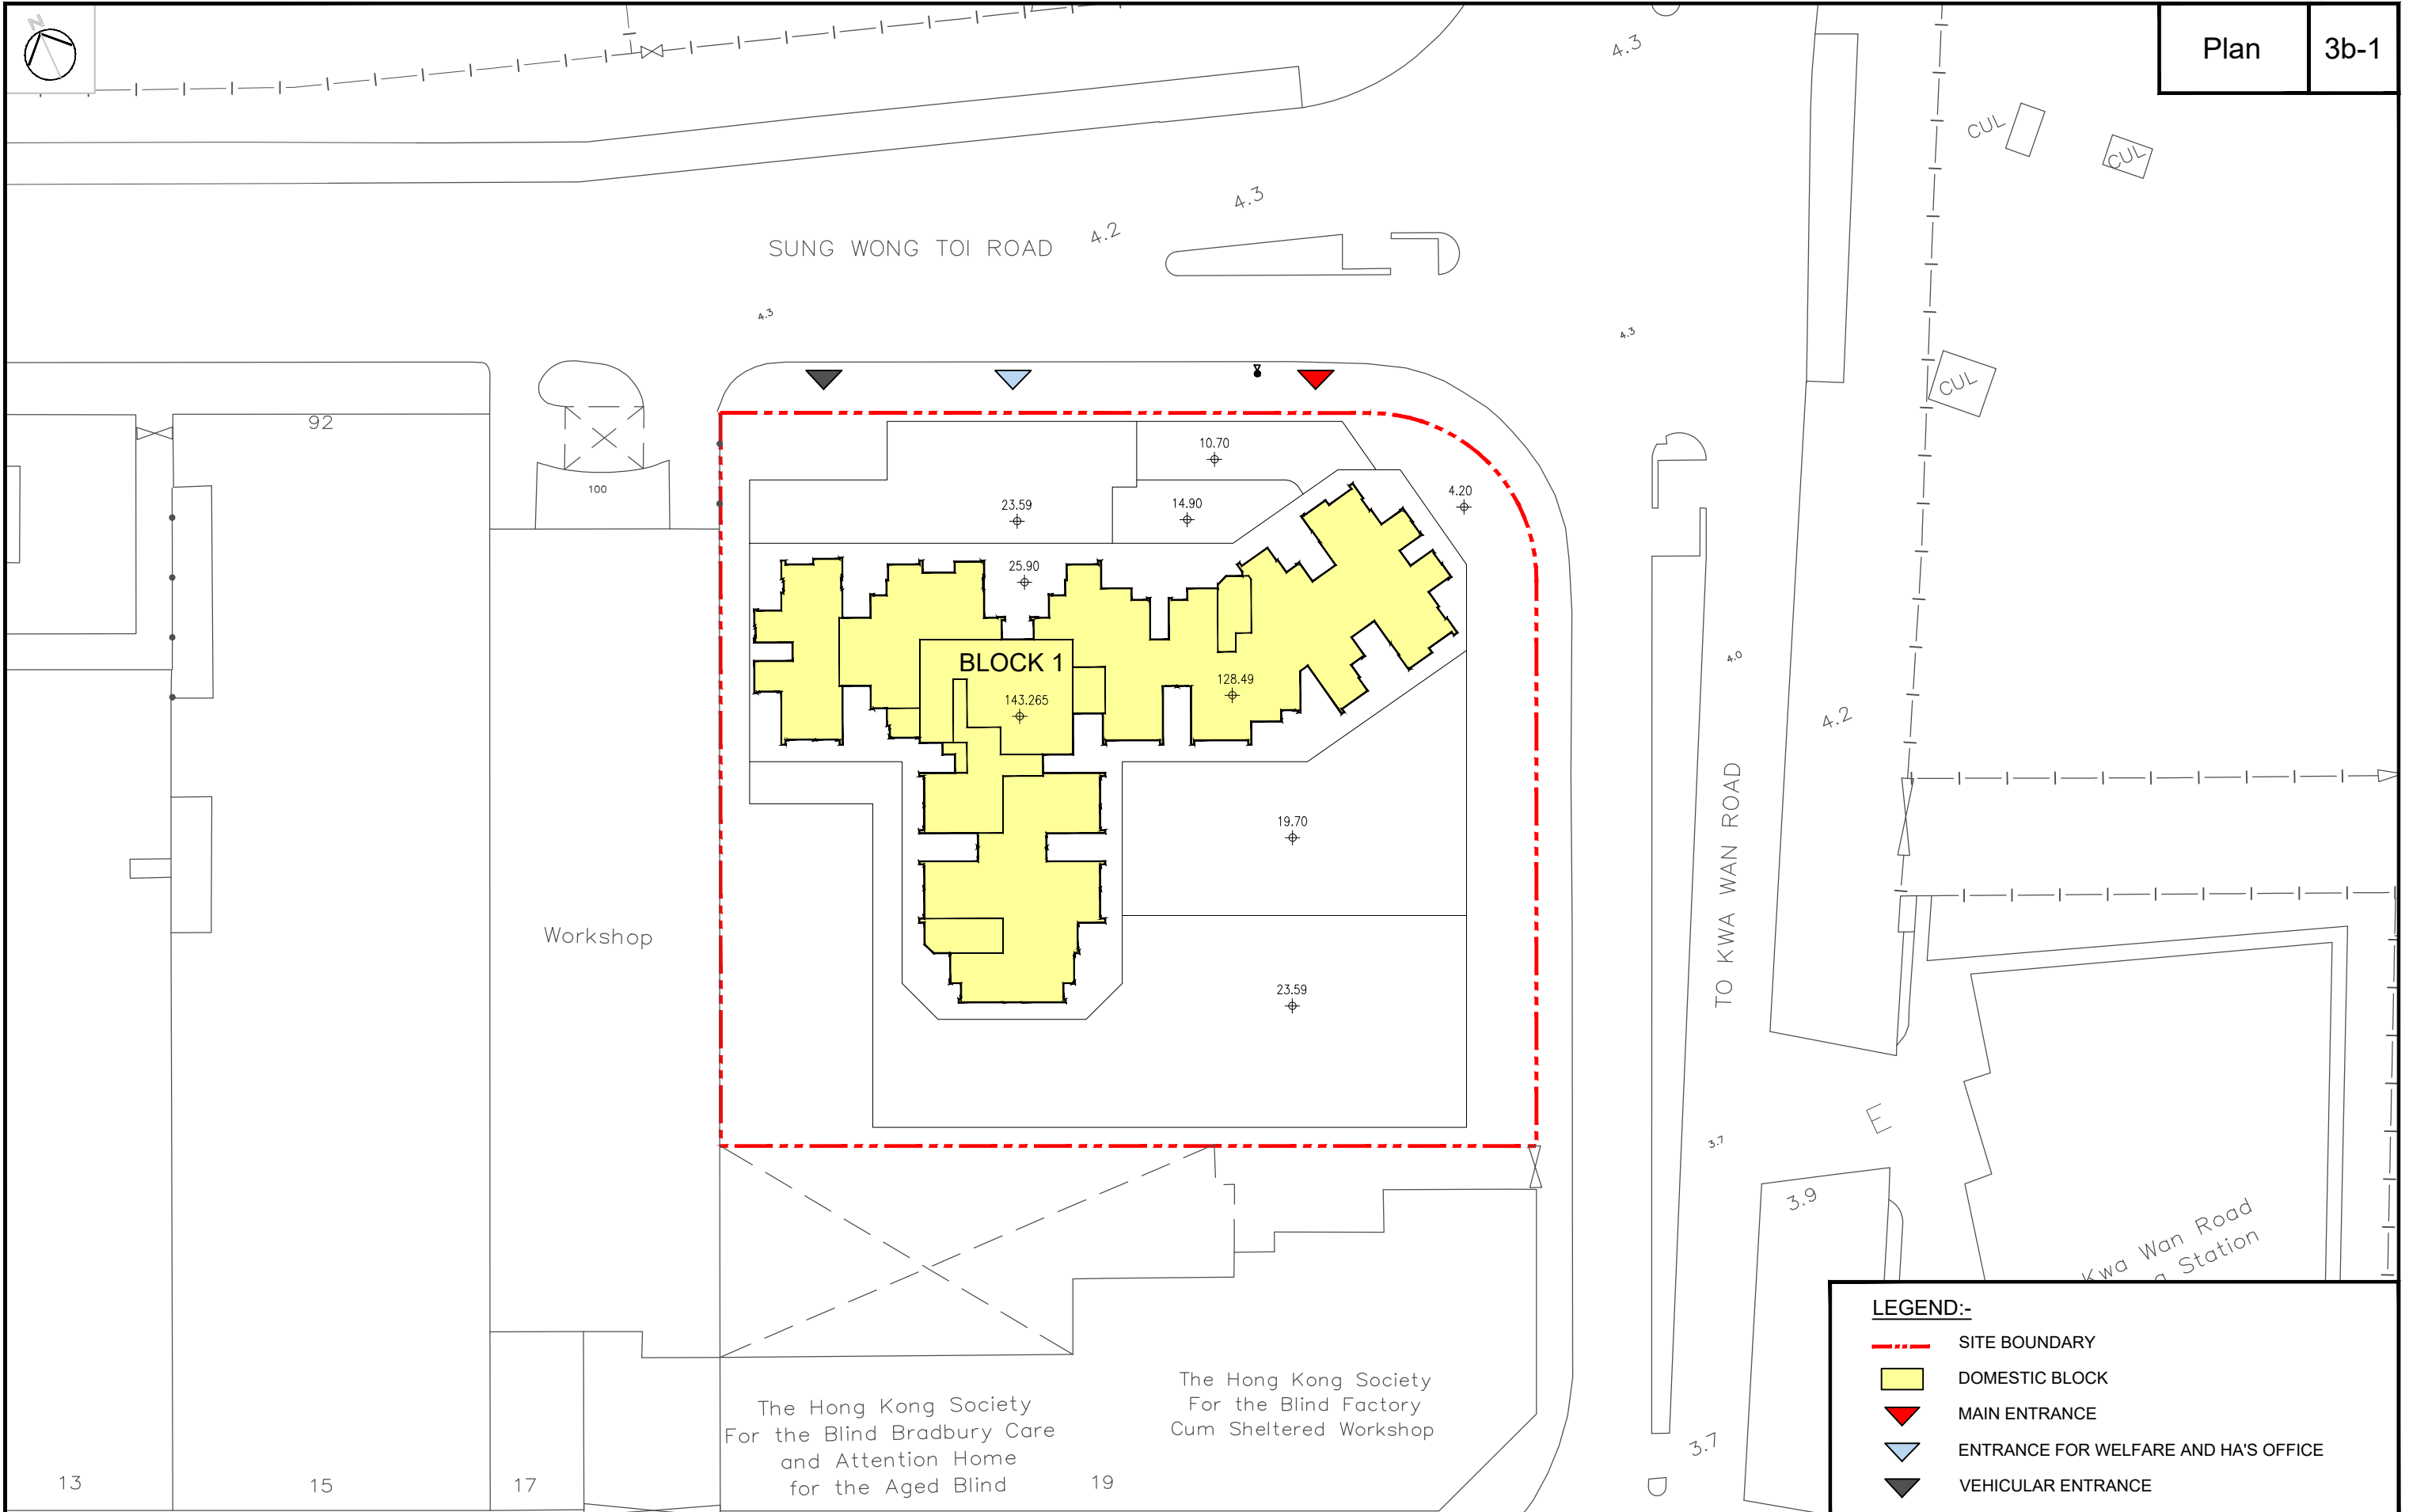 N
Plan 3b-1
4.3
CUL
CUL
4.3
4.2
SUNG WONG TOI ROAD
4.3
4.3
CUL
92
100
10.70
4.20
23.59
14.90
25.90
BLOCK 1
4.0
128.49
143.265
4.2
TO KWA WAN ROAD
19.70
Workshop
23.59
E
3.7
3.9
Kwa Wan Road
Station
LEGEND:-
SITE BOUNDARY
DOMESTIC BLOCK
MAIN ENTRANCE
ENTRANCE FOR WELFARE AND HA'S OFFICE
VEHICULAR ENTRANCE
The Hong Kong Society
For the Blind Factory
Cum Sheltered Workshop
The Hong Kong Society
For the Blind Bradbury Care
and Attention Home
for the Aged Blind
3.7
13
15
17
19
D